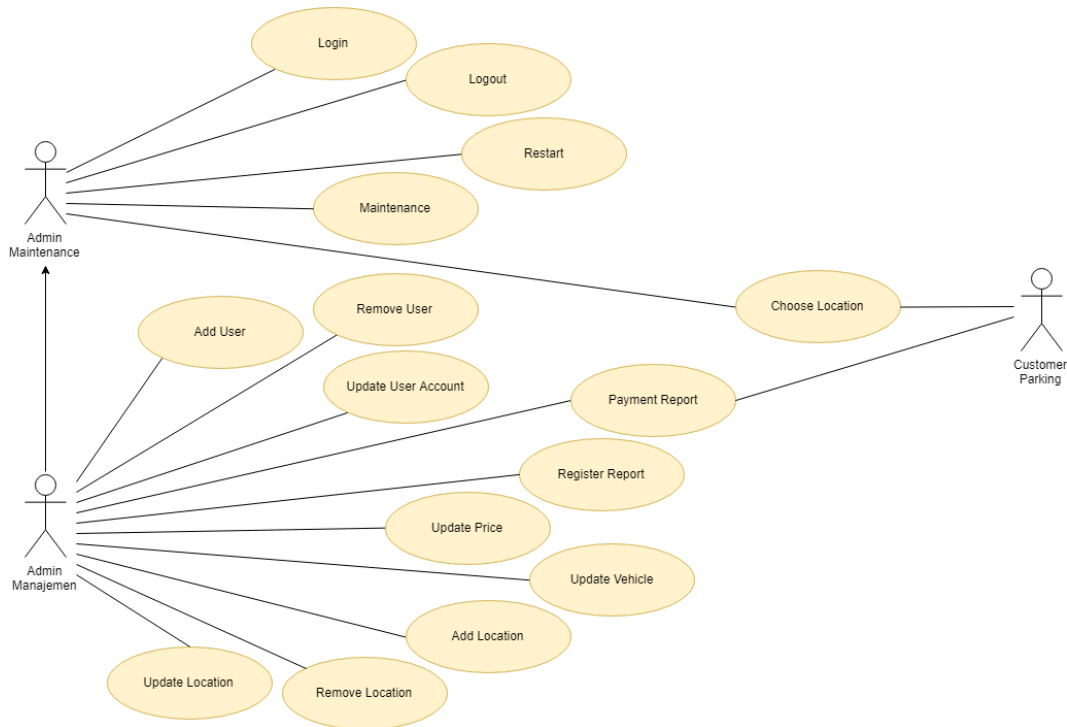 Login
Logout
Restart
Maintenance
Admin
Maintenance
Choose Location
Customer
Parking
Remove User
Add User
Update User Account
Payment Report
Register Report
Update Price
Admin
Manajemen
Update Vehicle
Add Location
Update Location
Remove Location